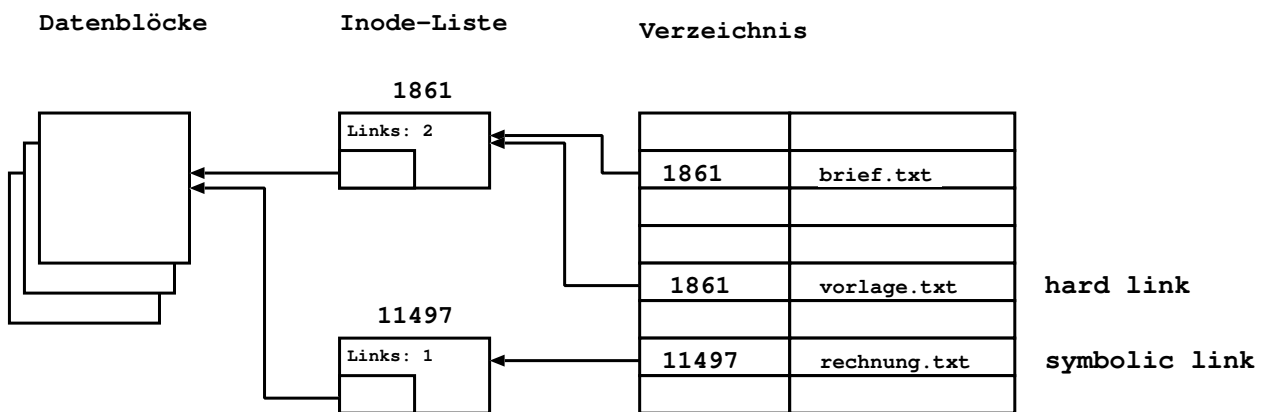 Datenblöcke Inode-Liste Verzeichnis
1861
Links: 2
1861 brief.txt
1861 vorlage.txt hard link
11497
Links: 1
11497 rechnung.txt symbolic link